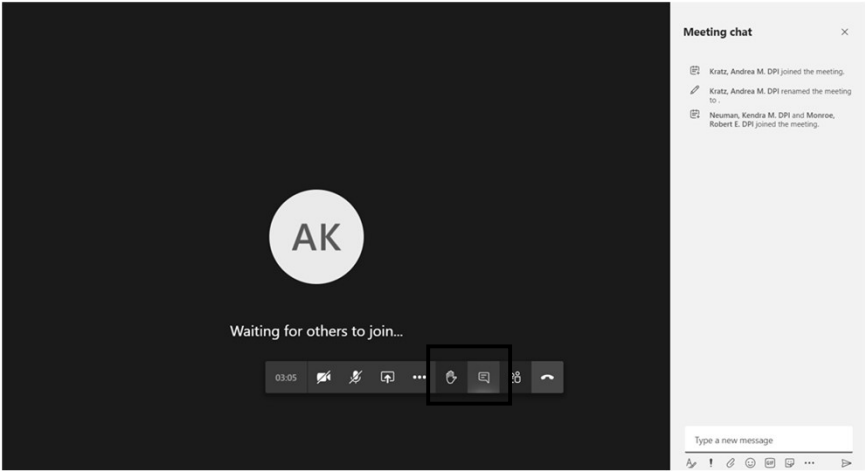 Meeting chat
Kratz, Andrea M. DPI joined the meeting.
Kratz, Andrea M. DPI renamed the meeting
to .
Neuman, Kendra M. DPI and Monroe,
Robert E. DPI joined the meeting.
AK
Waiting for others to join...
03:05
Type a new message
GIF